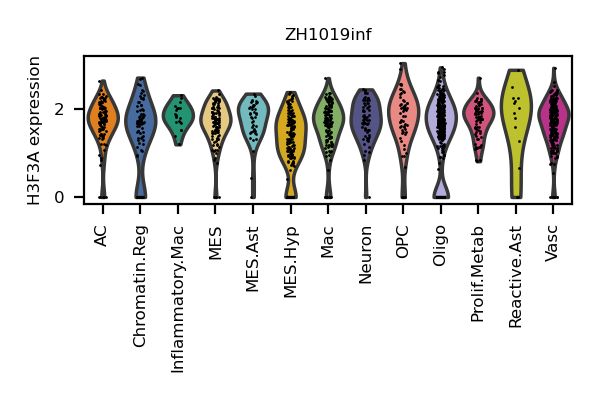 ZH1019inf
H3F3A expression
2
0
AC
Chromatin.Reg
Inflammatory.Mac
MES
MES.Ast
MES.Hyp
Mac
Neuron
OPC
Oligo
Prolif.Metab
Reactive.Ast
Vasc